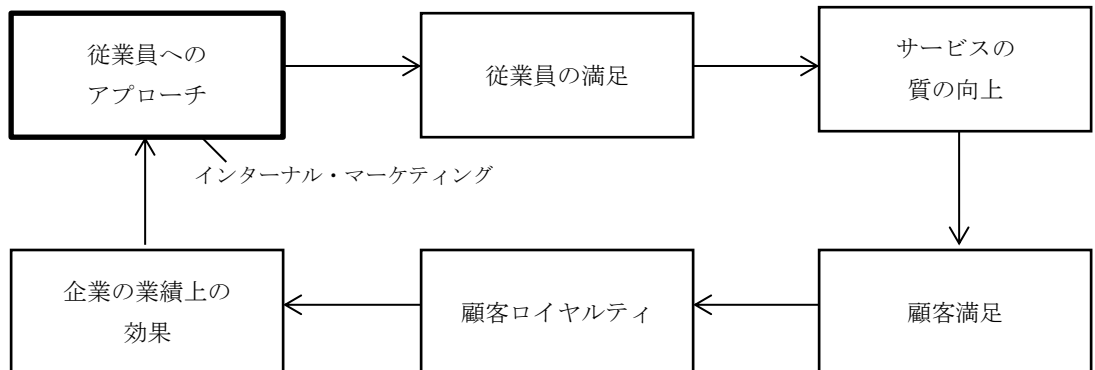 従業員への
アプローチ
従業員の満足
サービスの
質の向上
インターナル・マーケティング
企業の業績上の
効果
顧客ロイヤルティ
顧客満足